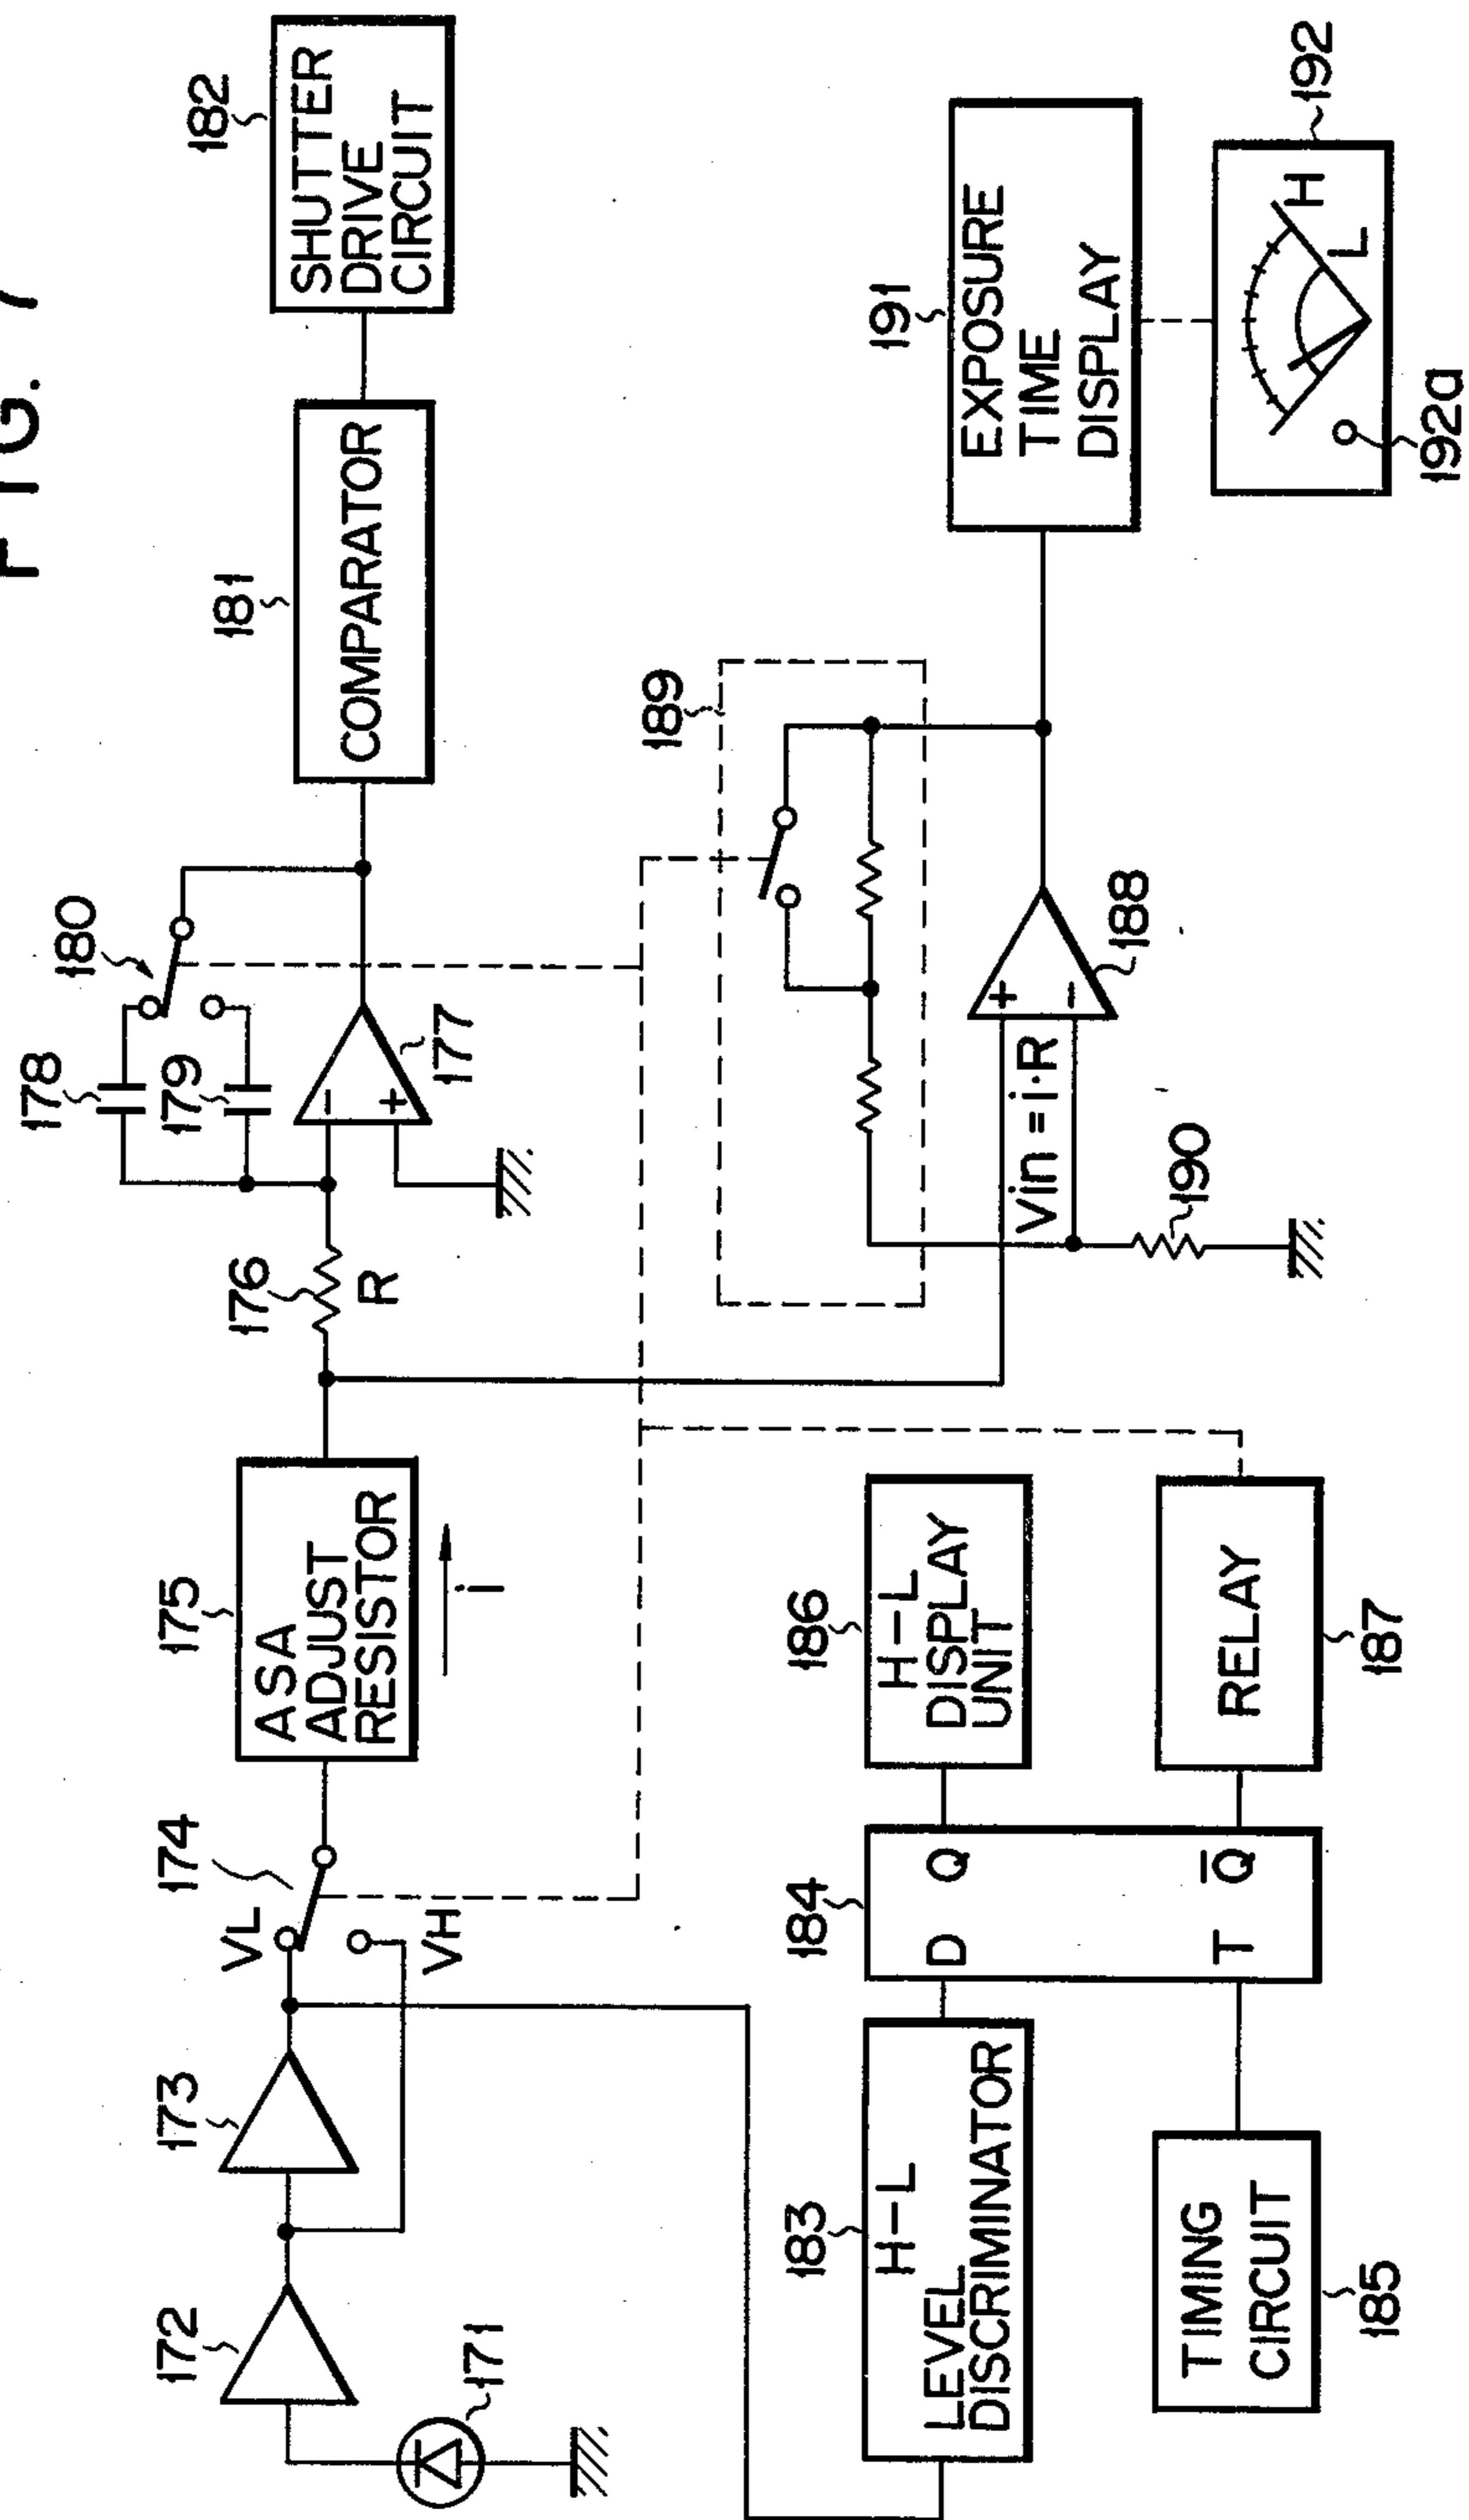 FIG. 7
182
SHUTTER
DRIVE
CIRCUIT
181
COMPARATOR
180
178
179
177
-
+
176
R
175
ASA
ADJUST
RESISTOR
i
174
VL
VH
173
172
171
191
EXPOSURE
TIME
DISPLAY
192
H
L
192a
189
188
+
-
Vin = i·R
190
186
H-L
DISPLAY
UNIT
187
RELAY
184
D Q
T Q̅
183
H-L
LEVEL
DISCRIMINATOR
185
TIMING
CIRCUIT